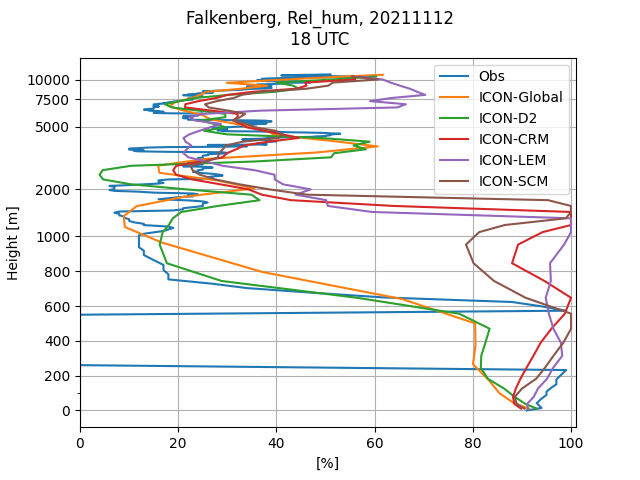 Falkenberg, Rel_hum, 20211112
18 UTC
Obs
ICON-Global
ICON-D2
ICON-CRM
ICON-LEM
ICON-SCM
Height [m]
10000
7500
5000
2000
1000
800
600
400
200
0
0 20 40 60 80 100
[%]